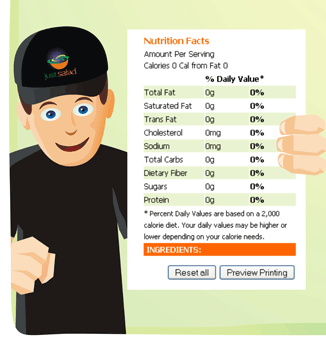 just salad
Nutrition Facts
Amount Per Serving
Calories 0 Cal from Fat 0
% Daily Value*
Total Fat 0g 0%
Saturated Fat 0g 0%
Trans Fat 0g 0%
Cholesterol 0mg 0%
Sodium 0mg 0%
Total Carbs 0g 0%
Dietary Fiber 0g 0%
Sugars 0g 0%
Protein 0g 0%
* Percent Daily Values are based on a 2,000
calorie diet. Your daily values may be higher or
lower depending on your calorie needs.
INGREDIENTS:
Reset all Preview Printing